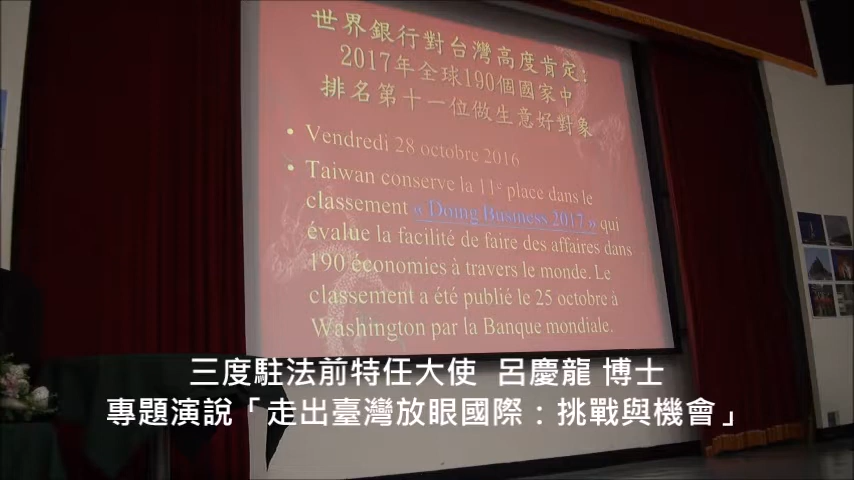 世界銀行對台灣高度肯定:
2017年全球190個國家中
排名第十一位做生意好對象
• Vendredi 28 octobre 2016
• Taiwan conserve la 11e place dans le
classement « Doing Business 2017 » qui
évalue la facilité de faire des affaires dans
190 économies à travers le monde. Le
classement a été publié le 25 octobre à
Washington par la Banque mondiale.
三度駐法前特任大使 呂慶龍 博士
專題演說「走出臺灣放眼國際：挑戰與機會」